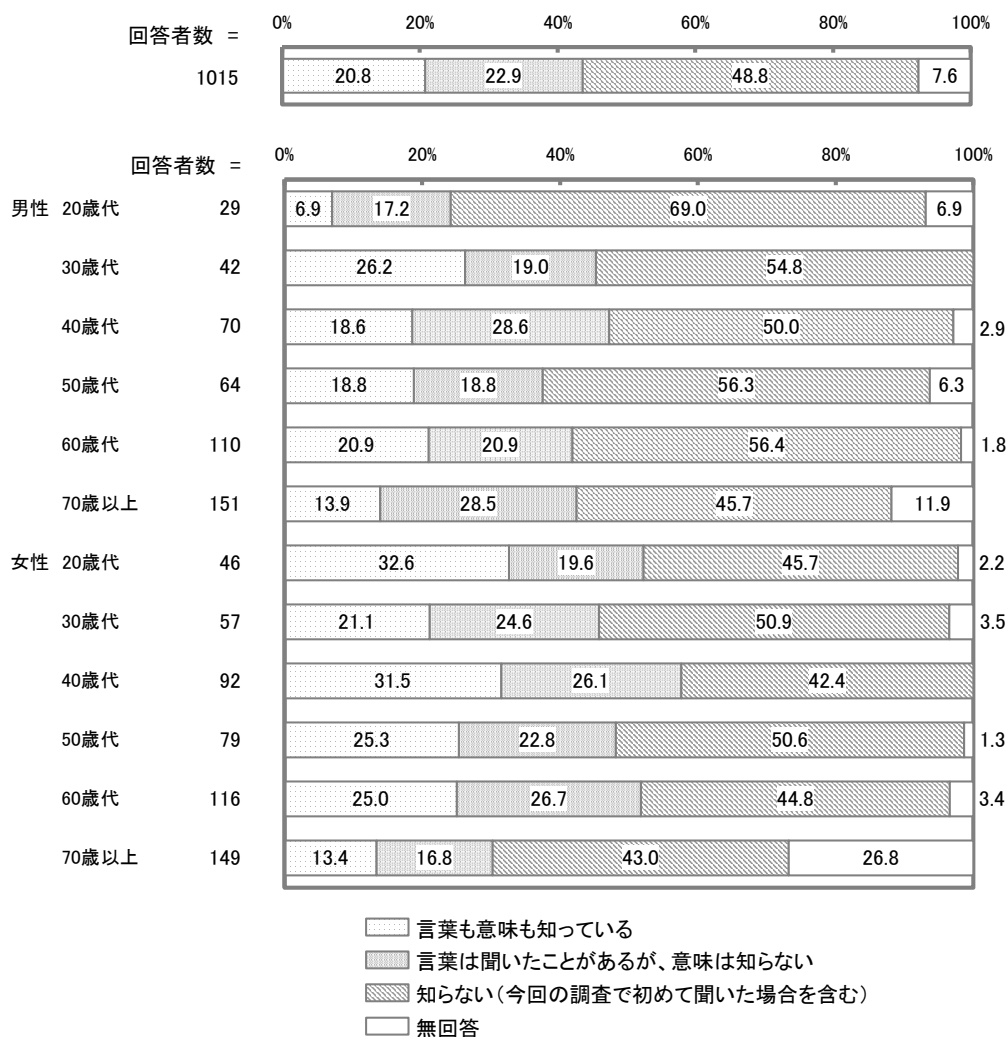 0% 20% 40% 60% 80% 100%
回答者数 =
1015 20.8 22.9 48.8 7.6
0% 20% 40% 60% 80% 100%
回答者数 =
男性 20歳代 29 6.9 17.2 69.0 6.9
30歳代 42 26.2 19.0 54.8
40歳代 70 18.6 28.6 50.0 2.9
50歳代 64 18.8 18.8 56.3 6.3
60歳代 110 20.9 20.9 56.4 1.8
70歳以上 151 13.9 28.5 45.7 11.9
女性 20歳代 46 32.6 19.6 45.7 2.2
30歳代 57 21.1 24.6 50.9 3.5
40歳代 92 31.5 26.1 42.4
50歳代 79 25.3 22.8 50.6 1.3
60歳代 116 25.0 26.7 44.8 3.4
70歳以上 149 13.4 16.8 43.0 26.8
言葉も意味も知っている
言葉は聞いたことがあるが、意味は知らない
知らない(今回の調査で初めて聞いた場合を含む)
無回答